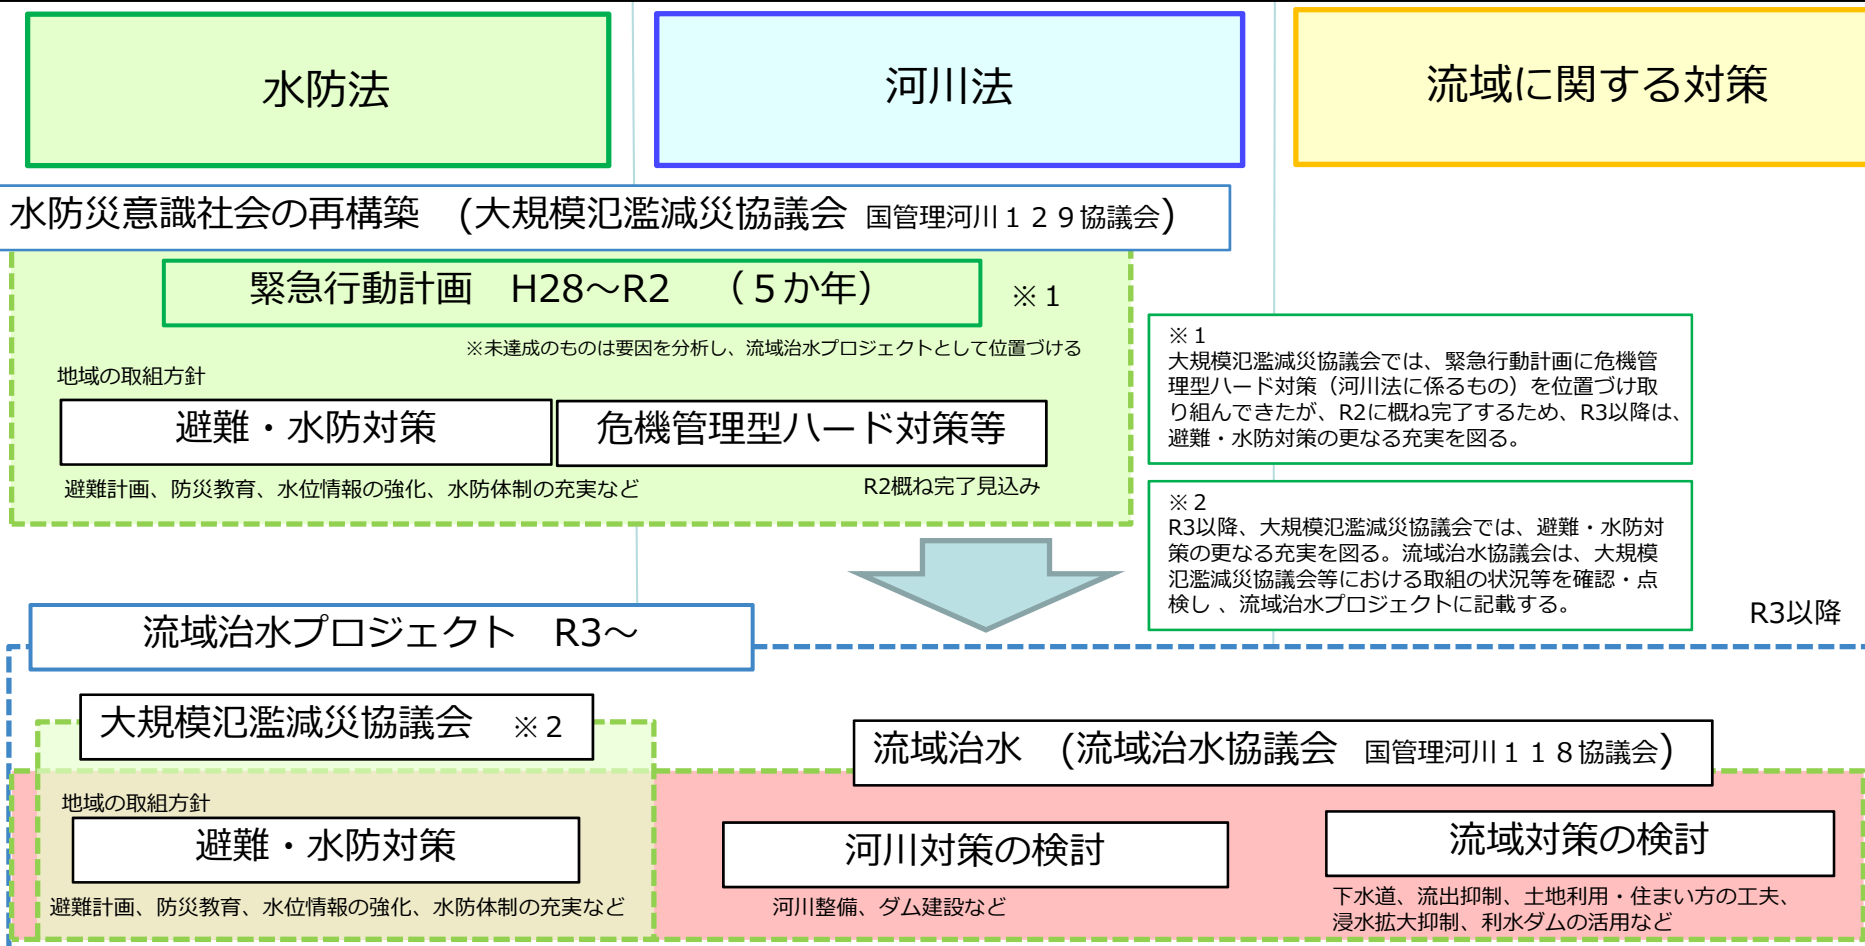 水防法
河川法
流域に関する対策
水防災意識社会の再構築　(大規模氾濫減災協議会 国管理河川１２９協議会)
緊急行動計画　H28～R2　（５か年）
※１
※未達成のものは要因を分析し、流域治水プロジェクトとして位置づける
地域の取組方針
避難・水防対策
危機管理型ハード対策等
避難計画、防災教育、水位情報の強化、水防体制の充実など
R2概ね完了見込み
※１
大規模氾濫減災協議会では、緊急行動計画に危機管
理型ハード対策（河川法に係るもの）を位置づけ取
り組んできたが、R2に概ね完了するため、R3以降は、
避難・水防対策の更なる充実を図る。
※２
R3以降、大規模氾濫減災協議会では、避難・水防対
策の更なる充実を図る。流域治水協議会は、大規模
氾濫減災協議会等における取組の状況等を確認・点
検し 、流域治水プロジェクトに記載する。
R3以降
流域治水プロジェクト　R3～
大規模氾濫減災協議会　※２
流域治水　(流域治水協議会　国管理河川１１８協議会)
地域の取組方針
避難・水防対策
河川対策の検討
流域対策の検討
避難計画、防災教育、水位情報の強化、水防体制の充実など
河川整備、ダム建設など
下水道、流出抑制、土地利用・住まい方の工夫、
浸水拡大抑制、利水ダムの活用など